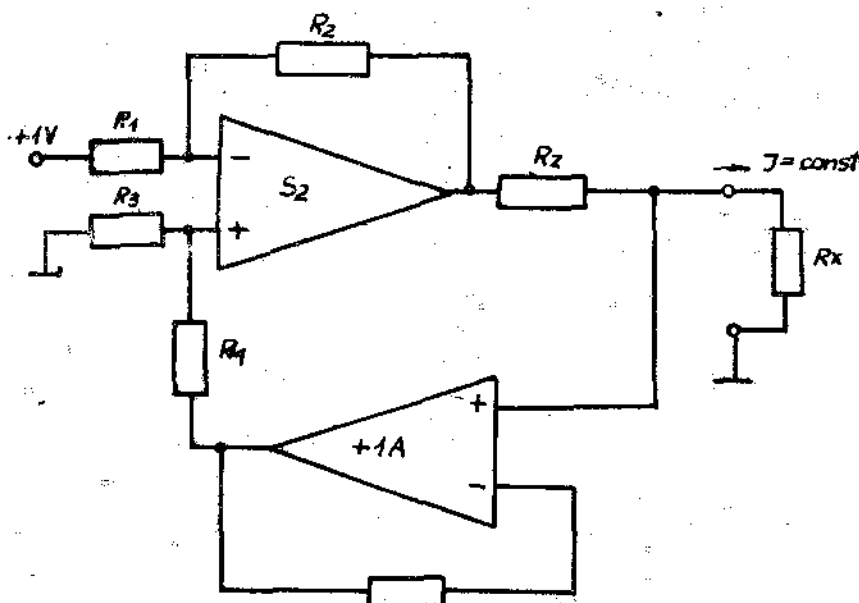 R2
+1V
R1
−
S2
Rz
J = const
R3
+
Rx
R4
+
+1A
−